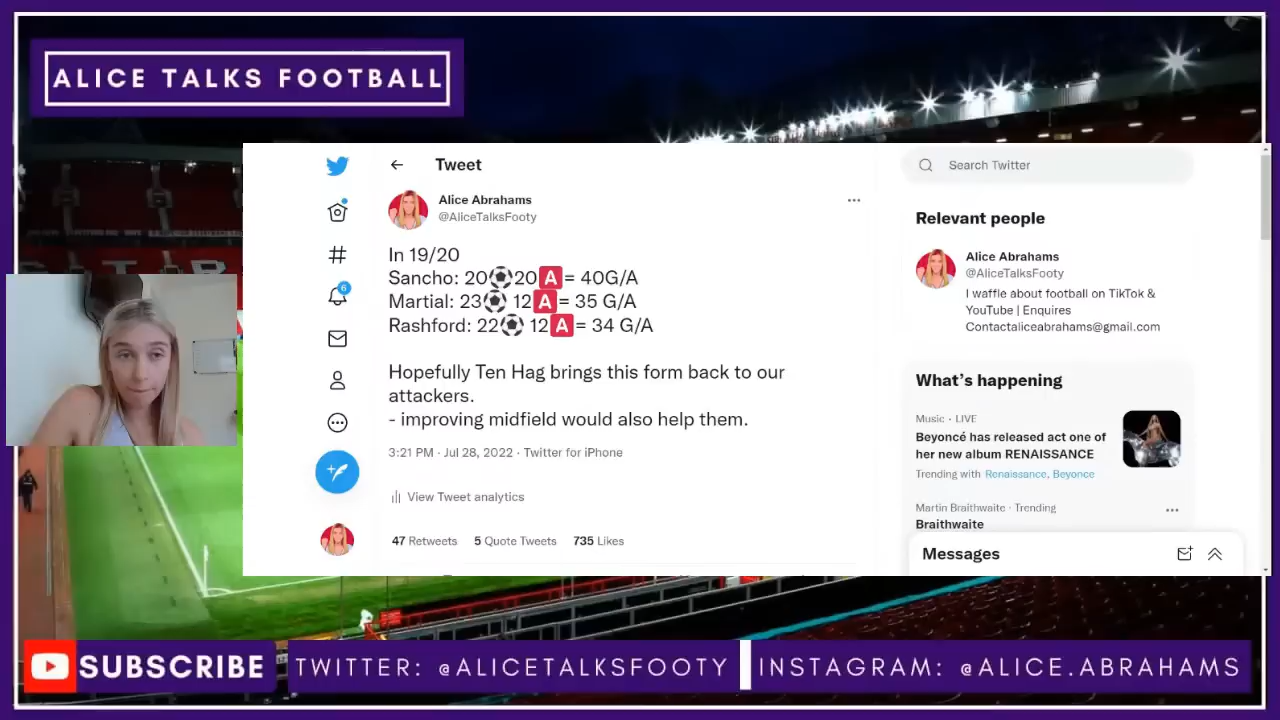 ALICE TALKS FOOTBALL
Tweet
Search Twitter
Alice Abrahams
@AliceTalksFooty
In 19/20
Sancho: 20⚽20🅰️= 40G/A
Martial: 23⚽ 12🅰️= 35 G/A
Rashford: 22⚽ 12🅰️= 34 G/A
Hopefully Ten Hag brings this form back to our
attackers.
- improving midfield would also help them.
3:21 PM · Jul 28, 2022 · Twitter for iPhone
View Tweet analytics
47 Retweets 5 Quote Tweets 735 Likes
6
Relevant people
Alice Abrahams
@AliceTalksFooty
I waffle about football on TikTok &
YouTube | Enquires
Contactaliceabrahams@gmail.com
What's happening
Music · LIVE
Beyoncé has released act one of
her new album RENAISSANCE
Trending with Renaissance, Beyonce
Martin Braithwaite · Trending
Braithwaite
Messages
SUBSCRIBE
TWITTER: @ALICETALKSFOOTY
INSTAGRAM: @ALICE.ABRAHAMS